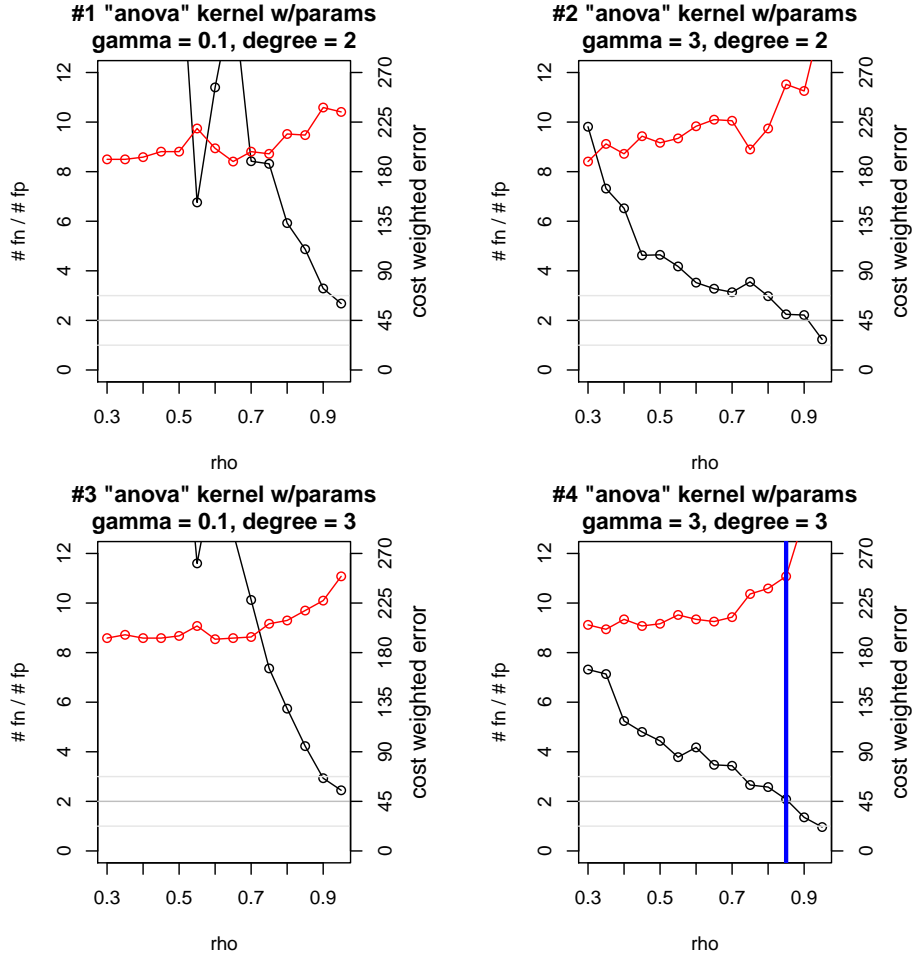 #1 "anova" kernel w/params
gamma = 0.1, degree = 2
# fn / # fp
0 2 4 6 8 10 12
0 45 90 135 180 225 270
cost weighted error
0.3 0.5 0.7 0.9
rho
#2 "anova" kernel w/params
gamma = 3, degree = 2
# fn / # fp
0 2 4 6 8 10 12
0 45 90 135 180 225 270
cost weighted error
0.3 0.5 0.7 0.9
rho
#3 "anova" kernel w/params
gamma = 0.1, degree = 3
# fn / # fp
0 2 4 6 8 10 12
0 45 90 135 180 225 270
cost weighted error
0.3 0.5 0.7 0.9
rho
#4 "anova" kernel w/params
gamma = 3, degree = 3
# fn / # fp
0 2 4 6 8 10 12
0 45 90 135 180 225 270
cost weighted error
0.3 0.5 0.7 0.9
rho